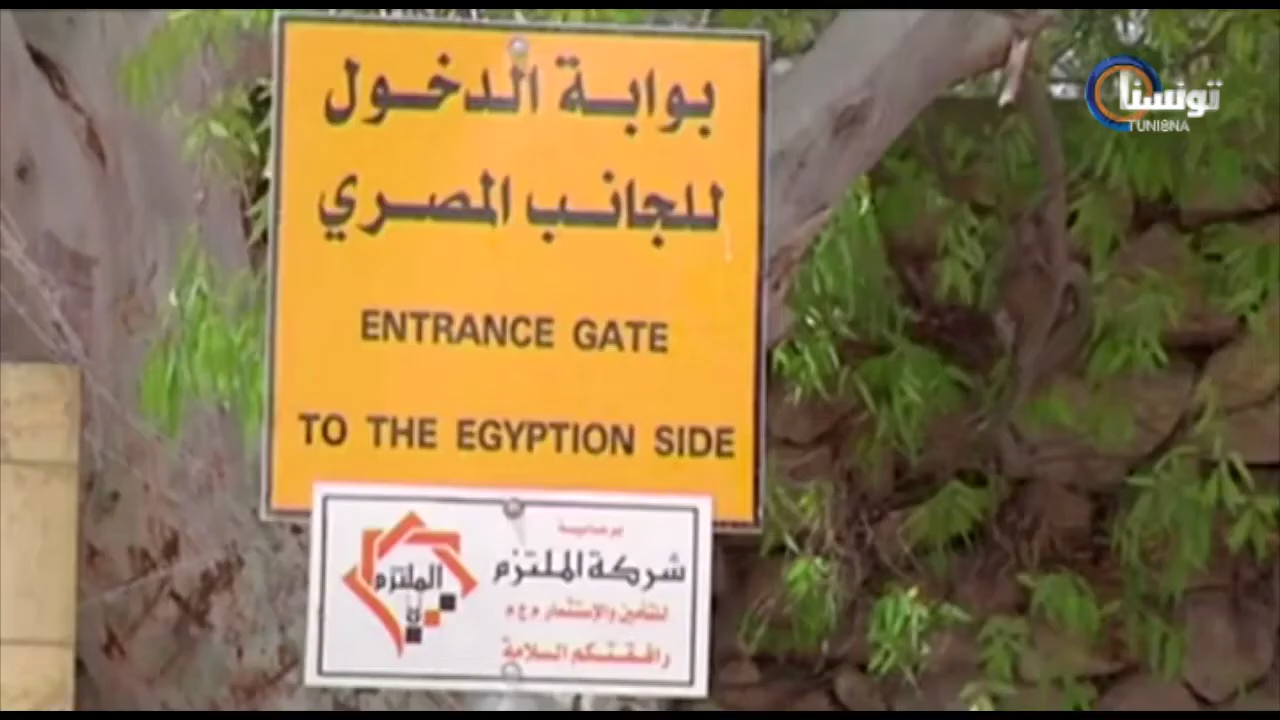 بوابة الدخول
للجانب المصري
ENTRANCE GATE
TO THE EGYPTION SIDE
برعاية
شركة الملتزم
للتأمين والإستثمار م ع م
رافقتكم السلامة
الملتزم
تونسنا
TUNISNA